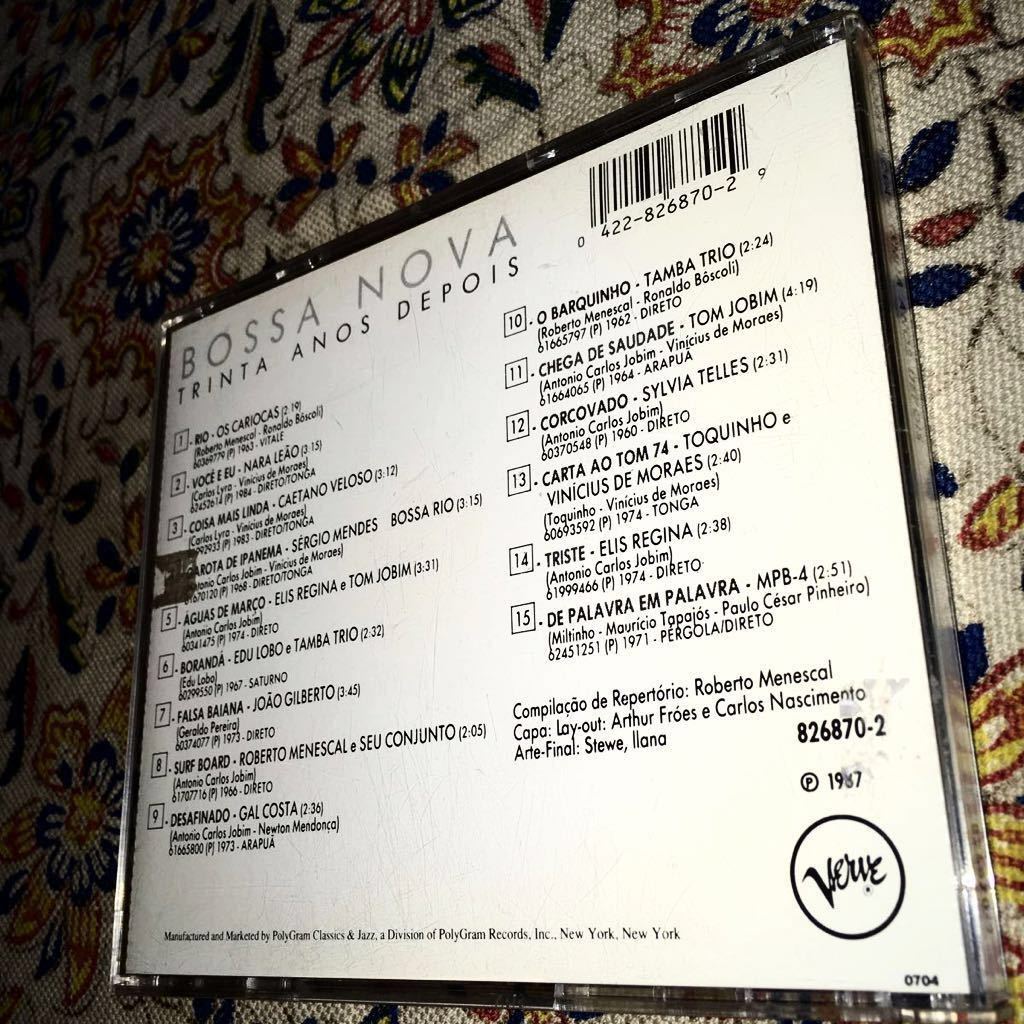 BOSSA NOVA
TRINTA ANOS DEPOIS
0 422-826870-2 9
1 - RIO - OS CARIOCAS (2:19)
(Roberto Menescal - Ronaldo Bôscoli)
60369779 (P) 1963 - VITALE
2 - VOCÊ E EU - NARA LEÃO (3:15)
(Carlos Lyra - Vinícius de Moraes)
62452614 (P) 1984 - DIRETO/TONGA
3 - COISA MAIS LINDA - CAETANO VELOSO (3:12)
(Carlos Lyra - Vinícius de Moraes)
(P) 1983 - DIRETO/TONGA
AROTA DE IPANEMA - SÉRGIO MENDES BOSSA RIO (3:15)
Antonio Carlos Jobim - Vinícius de Moraes)
(P) 1968 - DIRETO/TONGA
5 - ÁGUAS DE MARÇO - ELIS REGINA e TOM JOBIM (3:31)
(Antonio Carlos Jobim)
60341475 (P) 1974 - DIRETO
6 - BORANDÁ - EDU LOBO e TAMBA TRIO (2:32)
(Edu Lobo)
60299550 (P) 1967 - SATURNO
7 - FALSA BAIANA - JOÃO GILBERTO (3:45)
(Geraldo Pereira)
60374077 (P) 1973 - DIRETO
8 - SURF BOARD - ROBERTO MENESCAL e SEU CONJUNTO (2:05)
(Antonio Carlos Jobim)
61707716 (P) 1966 - DIRETO
9 - DESAFINADO - GAL COSTA (2:36)
(Antonio Carlos Jobim - Newton Mendonça)
61665800 (P) 1973 - ARAPUÃ
10 - O BARQUINHO - TAMBA TRIO (2:24)
(Roberto Menescal - Ronaldo Bôscoli)
61665797 (P) 1962 - DIRETO
11 - CHEGA DE SAUDADE - TOM JOBIM (4:19)
(Antonio Carlos Jobim - Vinícius de Moraes)
61664065 (P) 1964 - ARAPUÃ
12 - CORCOVADO - SYLVIA TELLES (2:31)
(Antonio Carlos Jobim)
60370548 (P) 1960 - DIRETO
13 - CARTA AO TOM 74 - TOQUINHO e
VINÍCIUS DE MORAES (2:40)
(Toquinho - Vinícius de Moraes)
60693592 (P) 1974 - TONGA
14 - TRISTE - ELIS REGINA (2:38)
(Antonio Carlos Jobim)
61999466 (P) 1974 - DIRETO
15 - DE PALAVRA EM PALAVRA - MPB-4 (2:51)
(Miltinho - Maurício Tapajós - Paulo César Pinheiro)
62451251 (P) 1971 - PÉRGOLA/DIRETO
Compilação de Repertório: Roberto Menescal
Capa: Lay-out: Arthur Fróes e Carlos Nascimento
Arte-Final: Stewe, Ilana
826870-2
℗ 1987
Verve
Manufactured and Marketed by PolyGram Classics & Jazz, a Division of PolyGram Records, Inc., New York, New York
0704